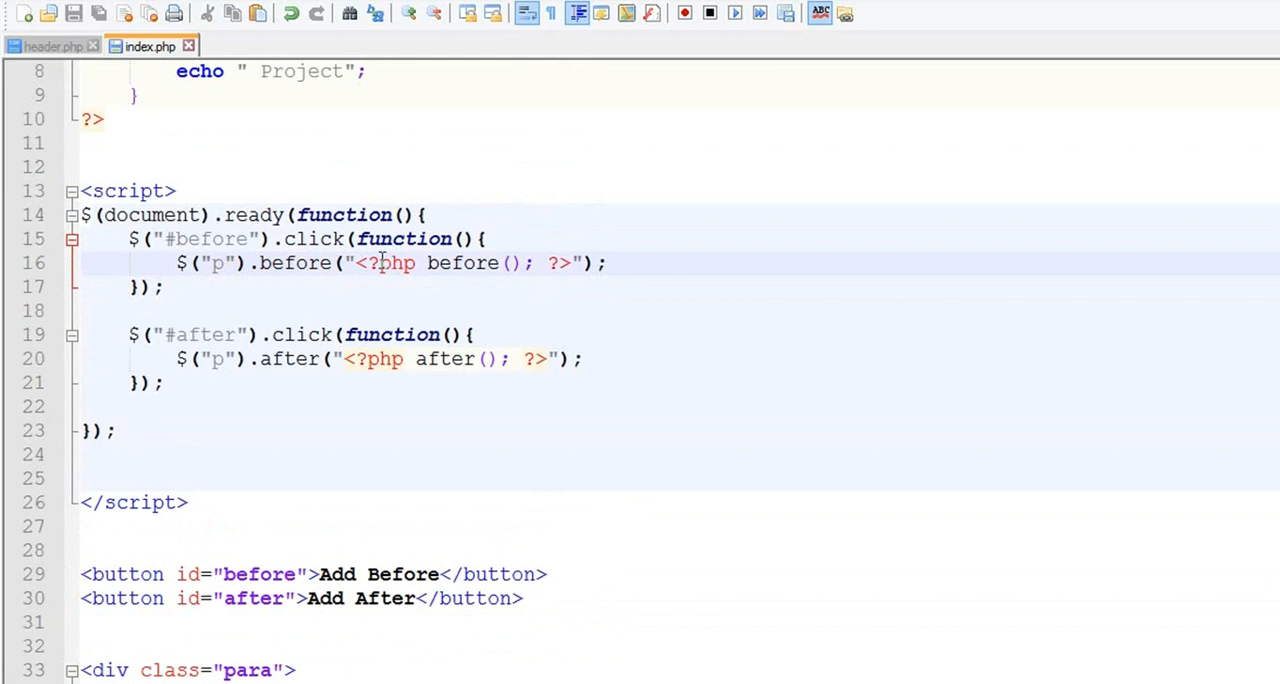 ABC
header.php index.php
8 echo " Project";
9 }
10 ?>
11
12
13 <script>
14 $(document).ready(function(){
15 $("#before").click(function(){
16 $("p").before("<?php before(); ?>");
17 });
18
19 $("#after").click(function(){
20 $("p").after("<?php after(); ?>");
21 });
22
23 });
24
25
26 </script>
27
28
29 <button id="before">Add Before</button>
30 <button id="after">Add After</button>
31
32
33 <div class="para">